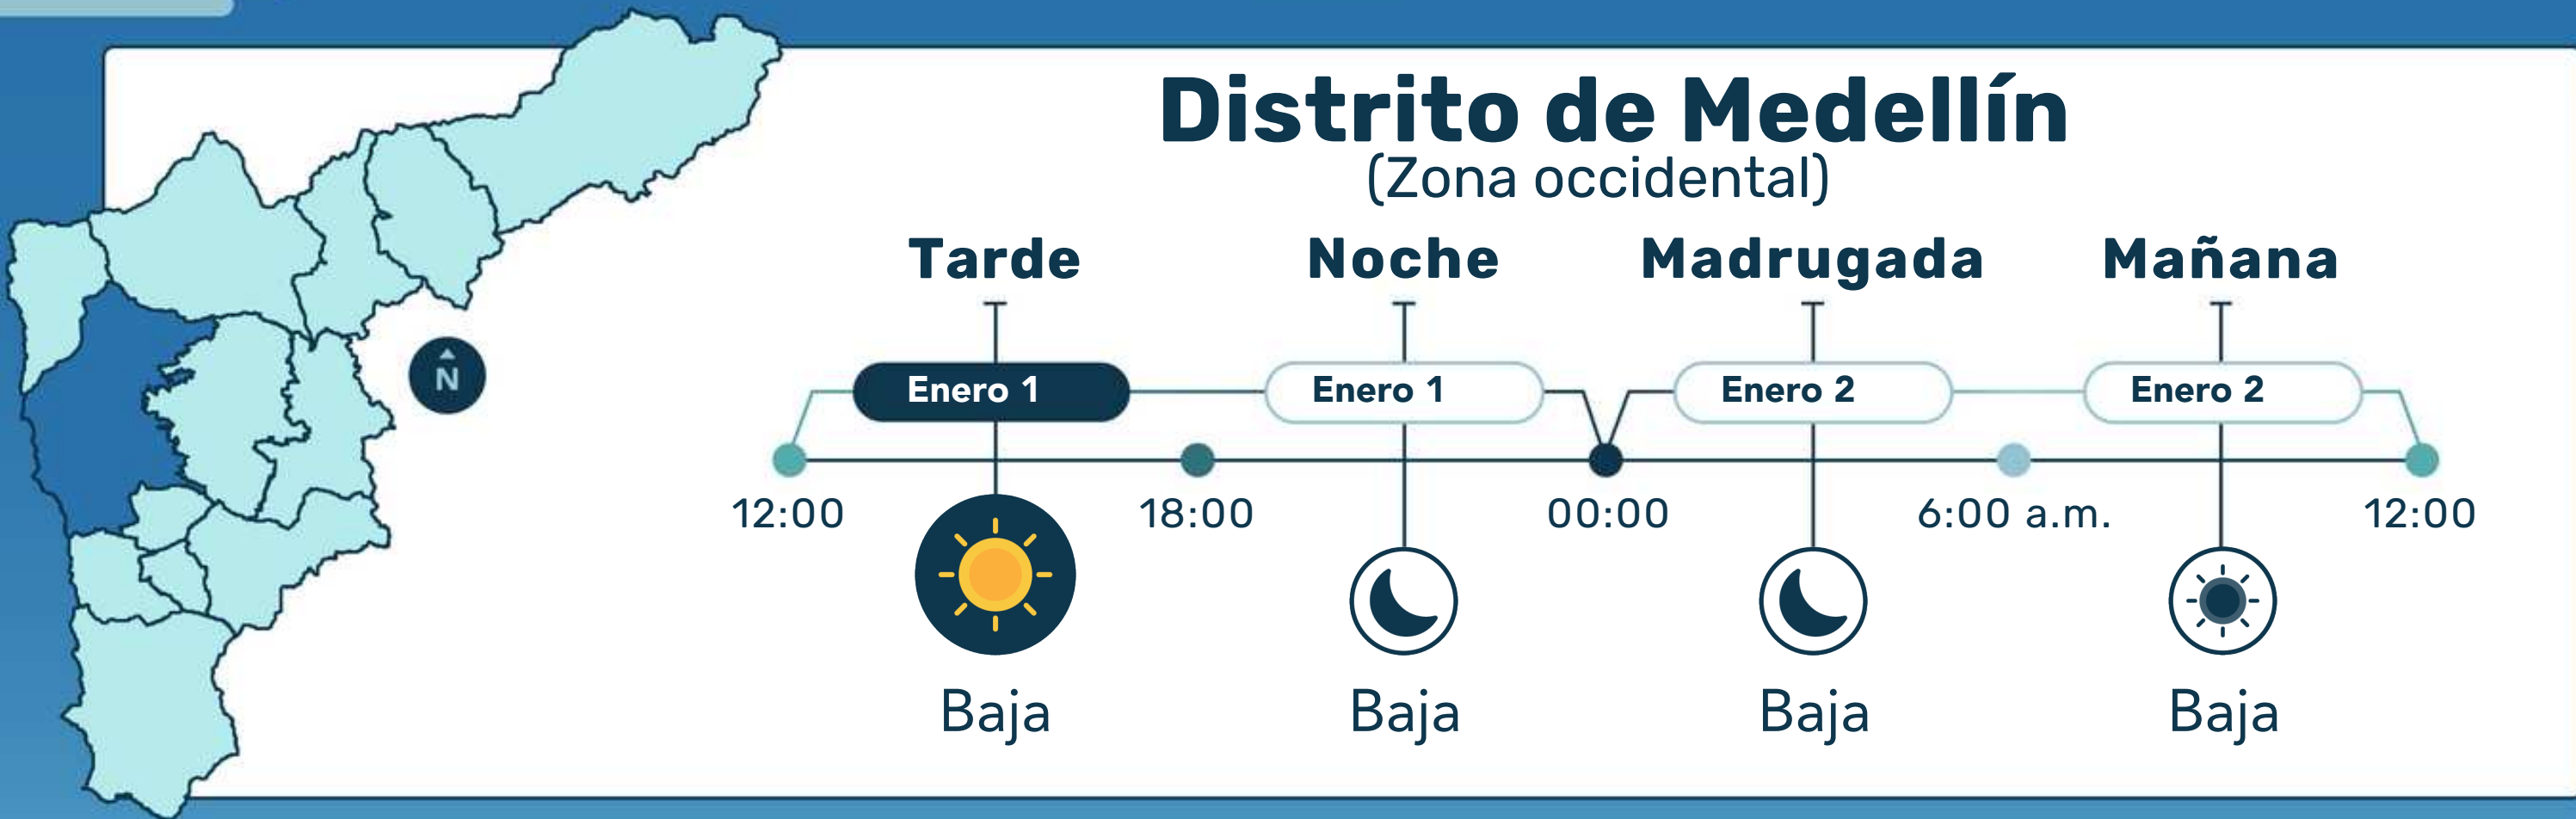 Distrito de Medellín
(Zona occidental)
Tarde Noche Madrugada Mañana
Enero 1 Enero 1 Enero 2 Enero 2
N
12:00 18:00 00:00 6:00 a.m. 12:00
Baja Baja Baja Baja